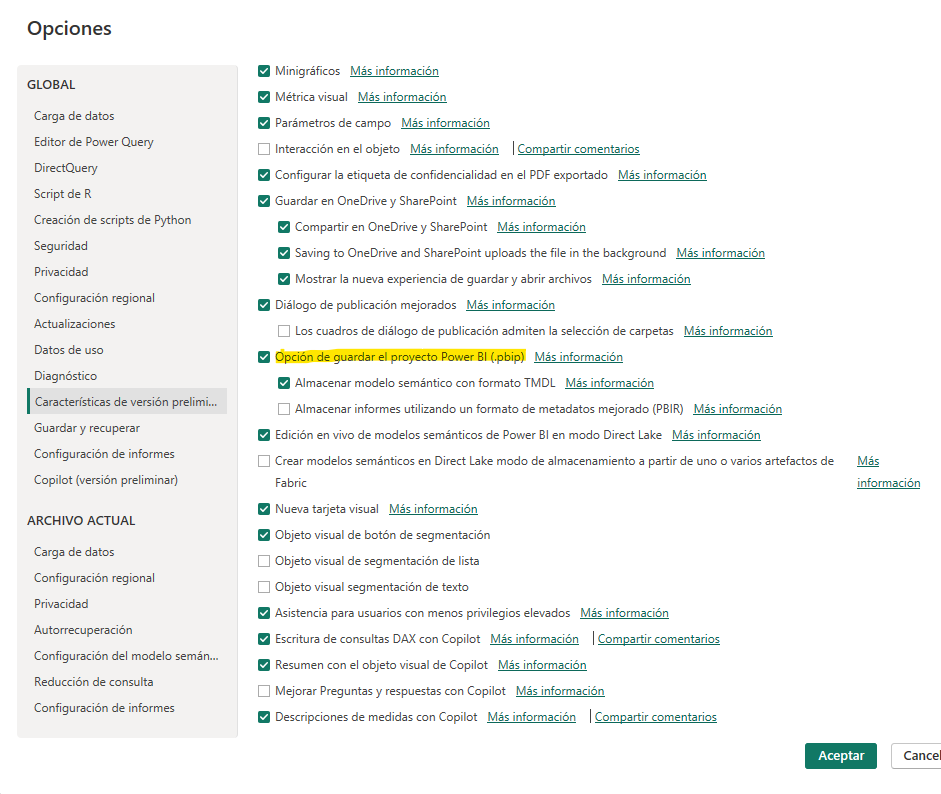 Opciones
GLOBAL
Carga de datos
Editor de Power Query
DirectQuery
Script de R
Creación de scripts de Python
Seguridad
Privacidad
Configuración regional
Actualizaciones
Datos de uso
Diagnóstico
Características de versión prelimi...
Guardar y recuperar
Configuración de informes
Copilot (versión preliminar)
ARCHIVO ACTUAL
Carga de datos
Configuración regional
Privacidad
Autorrecuperación
Configuración del modelo semán...
Reducción de consulta
Configuración de informes
Minigráficos Más información
Métrica visual Más información
Parámetros de campo Más información
Interacción en el objeto Más información | Compartir comentarios
Configurar la etiqueta de confidencialidad en el PDF exportado Más información
Guardar en OneDrive y SharePoint Más información
Compartir en OneDrive y SharePoint Más información
Saving to OneDrive and SharePoint uploads the file in the background Más información
Mostrar la nueva experiencia de guardar y abrir archivos Más información
Diálogo de publicación mejorados Más información
Los cuadros de diálogo de publicación admiten la selección de carpetas Más información
Opción de guardar el proyecto Power BI (.pbip) Más información
Almacenar modelo semántico con formato TMDL Más información
Almacenar informes utilizando un formato de metadatos mejorado (PBIR) Más información
Edición en vivo de modelos semánticos de Power BI en modo Direct Lake Más información
Crear modelos semánticos en Direct Lake modo de almacenamiento a partir de uno o varios artefactos de Más
Fabric información
Nueva tarjeta visual Más información
Objeto visual de botón de segmentación
Objeto visual de segmentación de lista
Objeto visual segmentación de texto
Asistencia para usuarios con menos privilegios elevados Más información
Escritura de consultas DAX con Copilot Más información | Compartir comentarios
Resumen con el objeto visual de Copilot Más información
Mejorar Preguntas y respuestas con Copilot Más información
Descripciones de medidas con Copilot Más información | Compartir comentarios
Aceptar Cancel